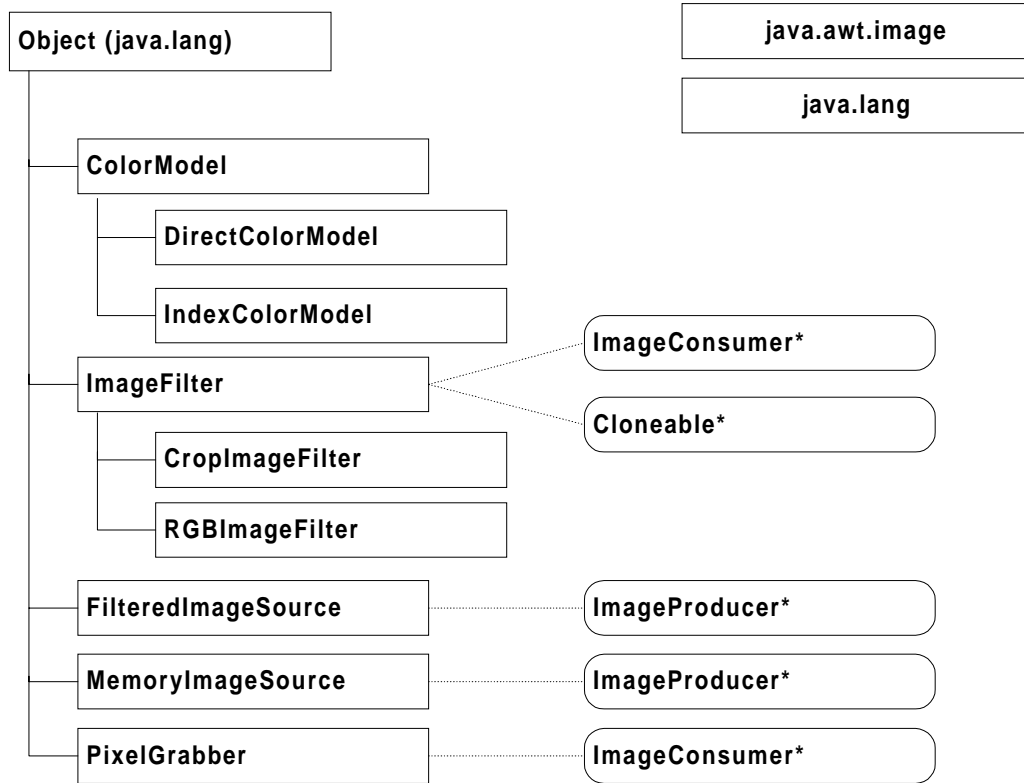 Object (java.lang)
java.awt.image
java.lang
ColorModel
DirectColorModel
IndexColorModel
ImageConsumer*
ImageFilter
Cloneable*
CropImageFilter
RGBImageFilter
FilteredImageSource
ImageProducer*
MemoryImageSource
ImageProducer*
PixelGrabber
ImageConsumer*